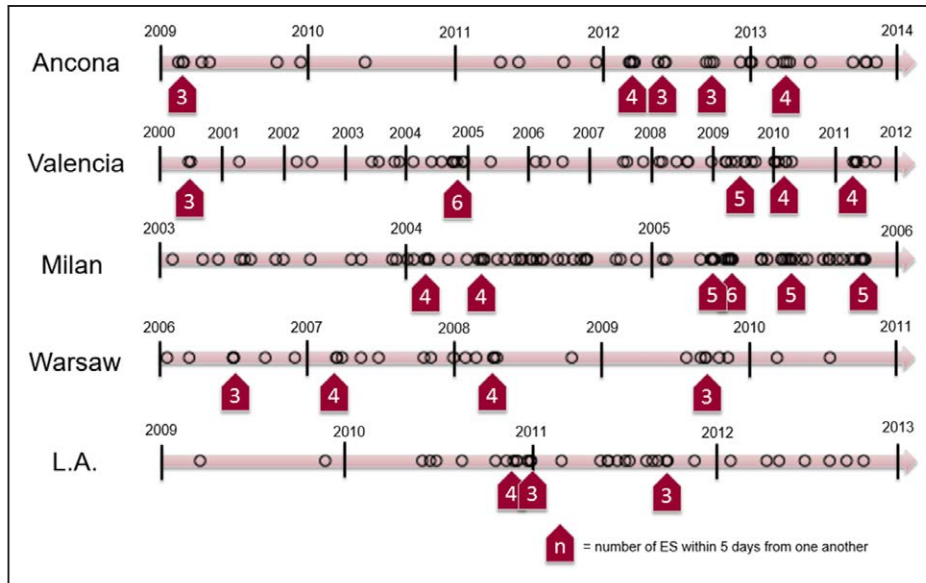 2009 2010 2011 2012 2013 2014
Ancona
3 4 3 3 4
2000 2001 2002 2003 2004 2005 2006 2007 2008 2009 2010 2011 2012
Valencia
3 6 5 4 4
2003 2004 2005 2006
Milan
4 4 5 6 5 5
2006 2007 2008 2009 2010 2011
Warsaw
3 4 4 3
2009 2010 2011 2012 2013
L.A.
4 3 3
n = number of ES within 5 days from one another